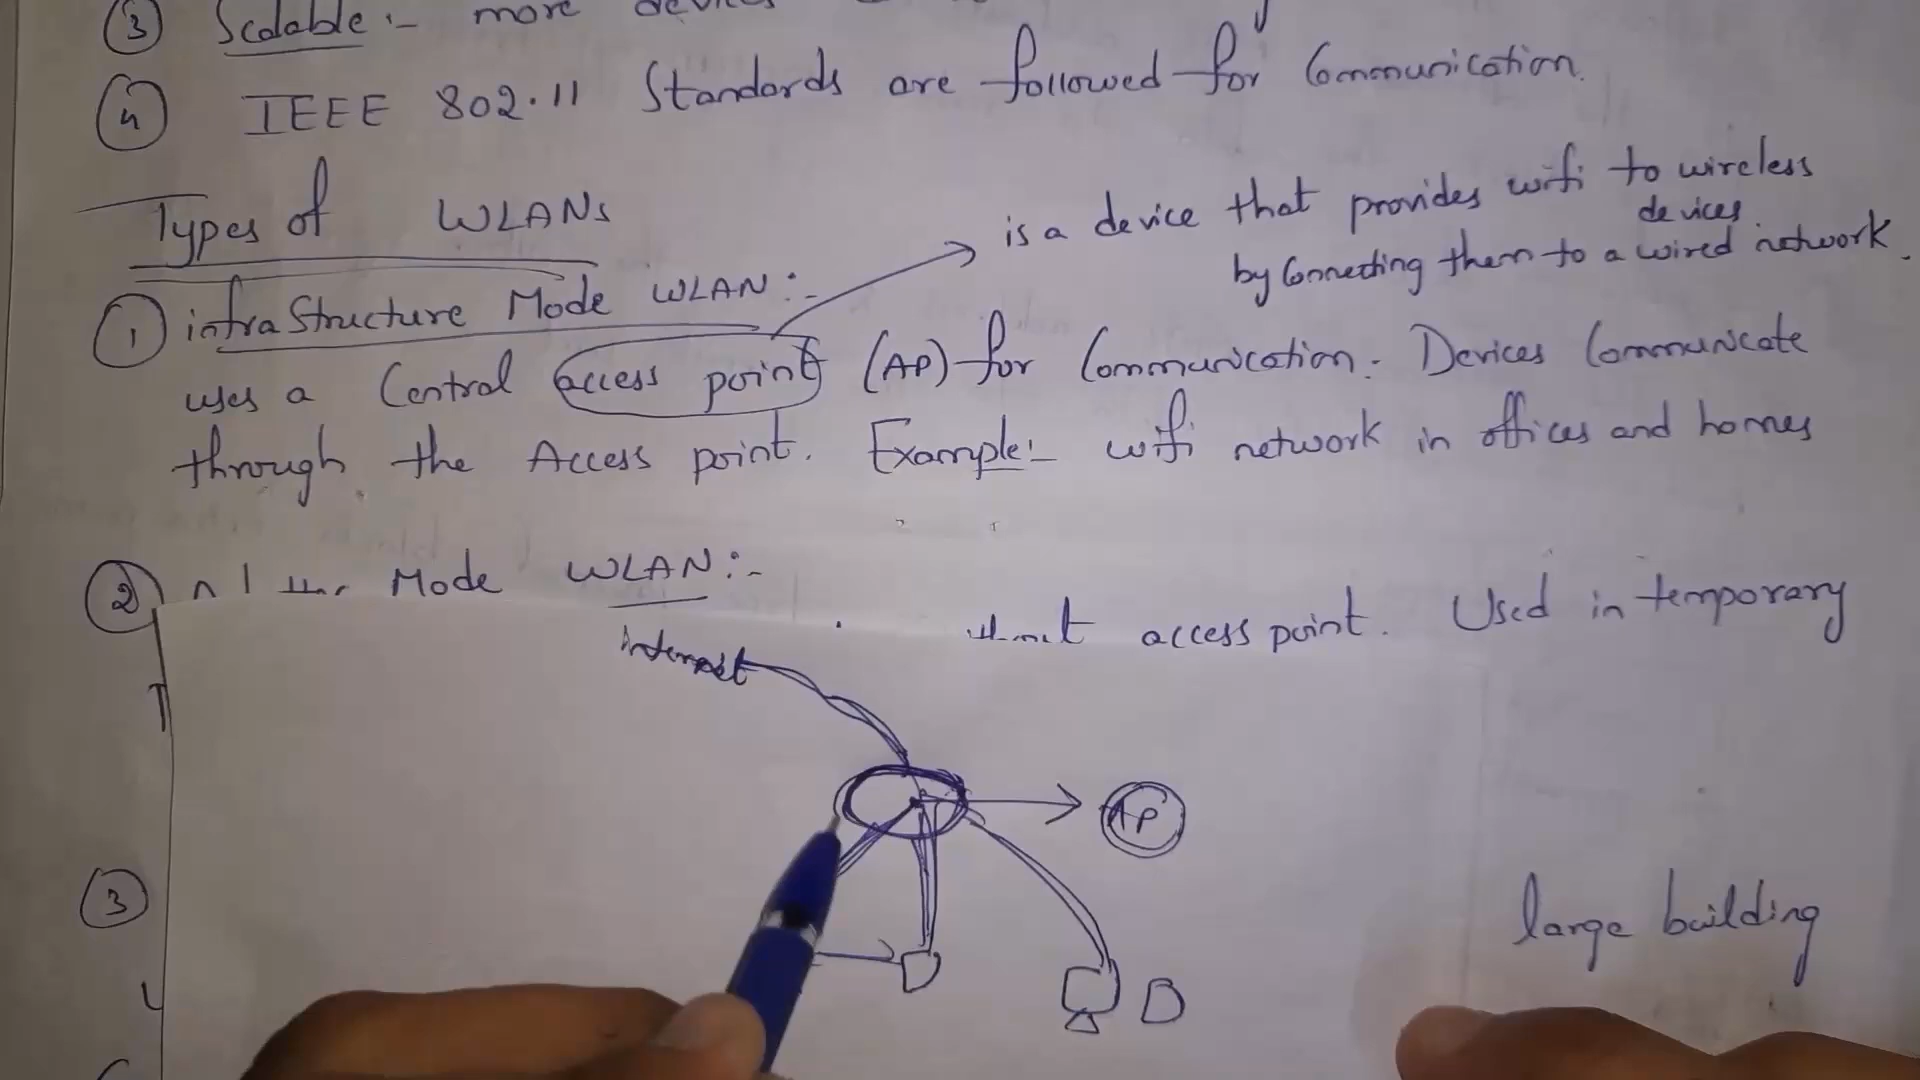 3 Scalable :- more devices
4 IEEE 802.11 Standards are followed for Communication.
Types of WLANs
is a device that provides wifi to wireless devices
by Connecting them to a wired network.
1 infraStructure Mode WLAN :-
uses a Central access point (AP) for Communication. Devices Communicate
through the Access point. Example:- wifi network in offices and homes
2 Mode WLAN :-
access point. Used in temporary
internet
AP
3
large building
D
D